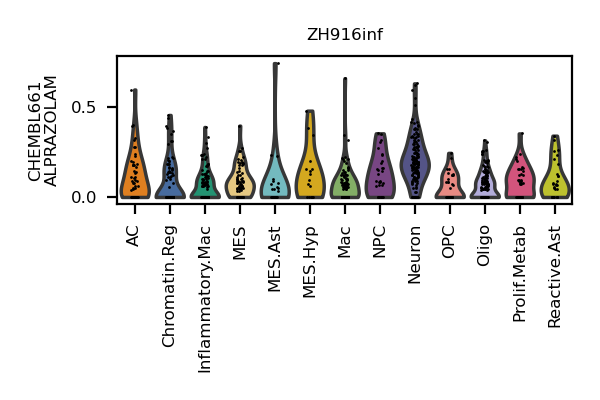 ZH916inf
CHEMBL661
ALPRAZOLAM
0.5
0.0
AC
Chromatin.Reg
Inflammatory.Mac
MES
MES.Ast
MES.Hyp
Mac
NPC
Neuron
OPC
Oligo
Prolif.Metab
Reactive.Ast